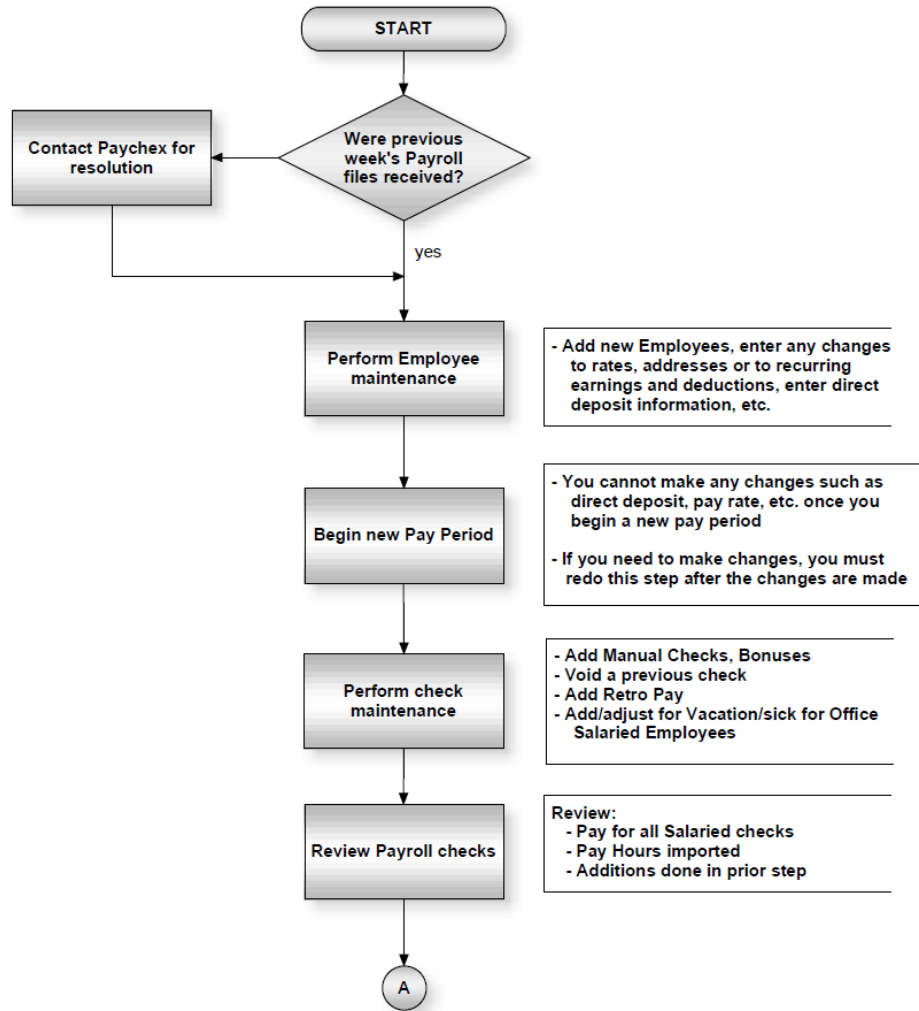 START
Were previous
week's Payroll
files received?
Contact Paychex for
resolution
yes
Perform Employee
maintenance
- Add new Employees, enter any changes
to rates, addresses or to recurring
earnings and deductions, enter direct
deposit information, etc.
Begin new Pay Period
- You cannot make any changes such as
direct deposit, pay rate, etc. once you
begin a new pay period
- If you need to make changes, you must
redo this step after the changes are made
Perform check
maintenance
- Add Manual Checks, Bonuses
- Void a previous check
- Add Retro Pay
- Add/adjust for Vacation/sick for Office
Salaried Employees
Review Payroll checks
Review:
- Pay for all Salaried checks
- Pay Hours imported
- Additions done in prior step
A